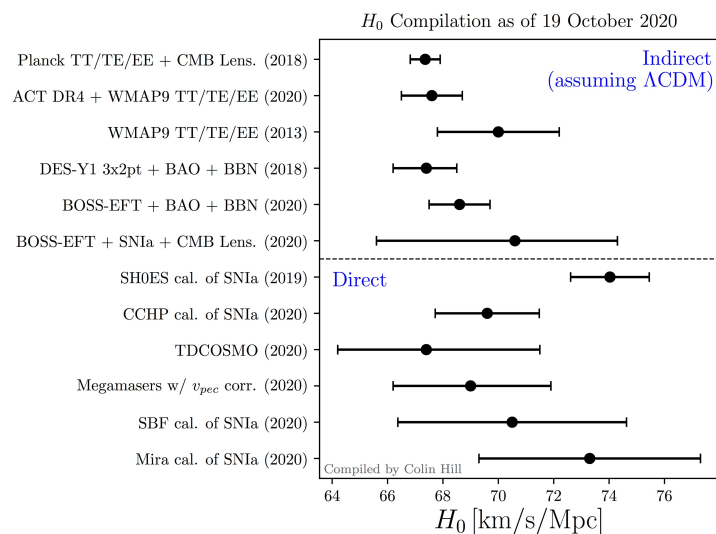 H₀ Compilation as of 19 October 2020
Planck TT/TE/EE + CMB Lens. (2018)
Indirect
(assuming ΛCDM)
ACT DR4 + WMAP9 TT/TE/EE (2020)
WMAP9 TT/TE/EE (2013)
DES-Y1 3x2pt + BAO + BBN (2018)
BOSS-EFT + BAO + BBN (2020)
BOSS-EFT + SNIa + CMB Lens. (2020)
SH0ES cal. of SNIa (2019)
Direct
CCHP cal. of SNIa (2020)
TDCOSMO (2020)
Megamasers w/ v_pec corr. (2020)
SBF cal. of SNIa (2020)
Mira cal. of SNIa (2020)
Compiled by Colin Hill
64 66 68 70 72 74 76
H₀ [km/s/Mpc]